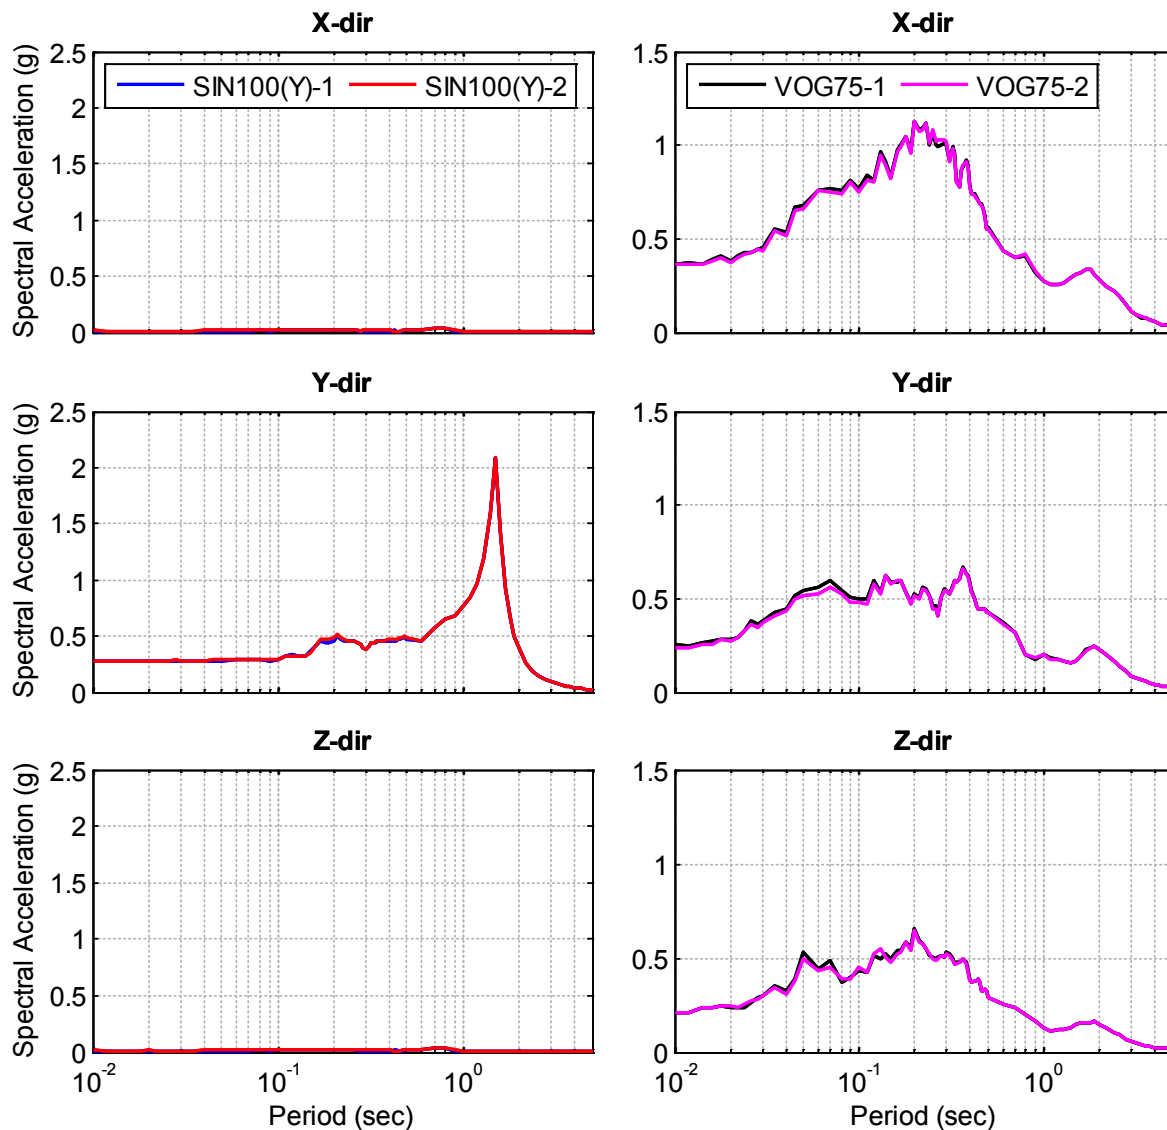 X-dir
X-dir
Spectral Acceleration (g)
2.5
2
1.5
1
0.5
0
SIN100(Y)-1
SIN100(Y)-2
1.5
1
0.5
0
VOG75-1
VOG75-2
Y-dir
Y-dir
Spectral Acceleration (g)
2.5
2
1.5
1
0.5
0
1.5
1
0.5
0
Z-dir
Z-dir
Spectral Acceleration (g)
2.5
2
1.5
1
0.5
0
10^-2
10^-1
10^0
Period (sec)
1.5
1
0.5
0
10^-2
10^-1
10^0
Period (sec)